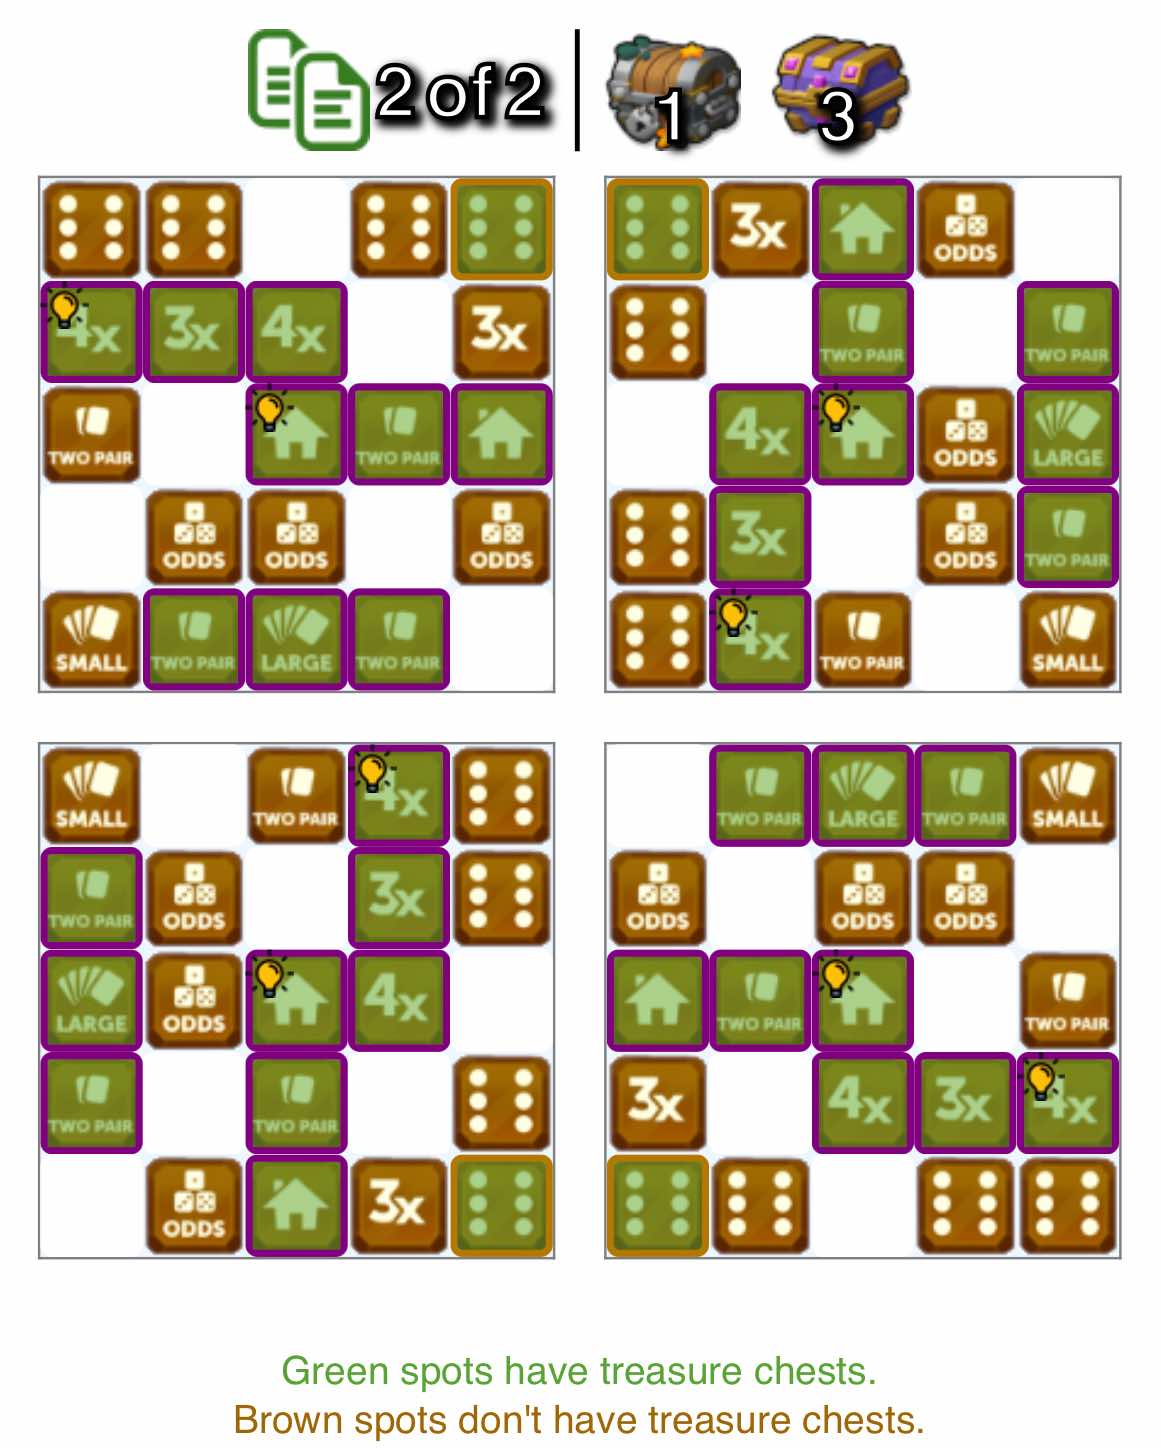 2 of 2 1 3
3x ODDS
4x 3x 4x 3x TWO PAIR TWO PAIR
TWO PAIR TWO PAIR 4x ODDS LARGE
ODDS ODDS ODDS 3x ODDS TWO PAIR
SMALL TWO PAIR LARGE TWO PAIR 4x TWO PAIR SMALL
SMALL TWO PAIR 4x TWO PAIR LARGE TWO PAIR SMALL
TWO PAIR ODDS 3x ODDS ODDS ODDS
LARGE ODDS 4x TWO PAIR TWO PAIR
TWO PAIR TWO PAIR 3x 4x 3x 4x
ODDS 3x
Green spots have treasure chests.
Brown spots don't have treasure chests.